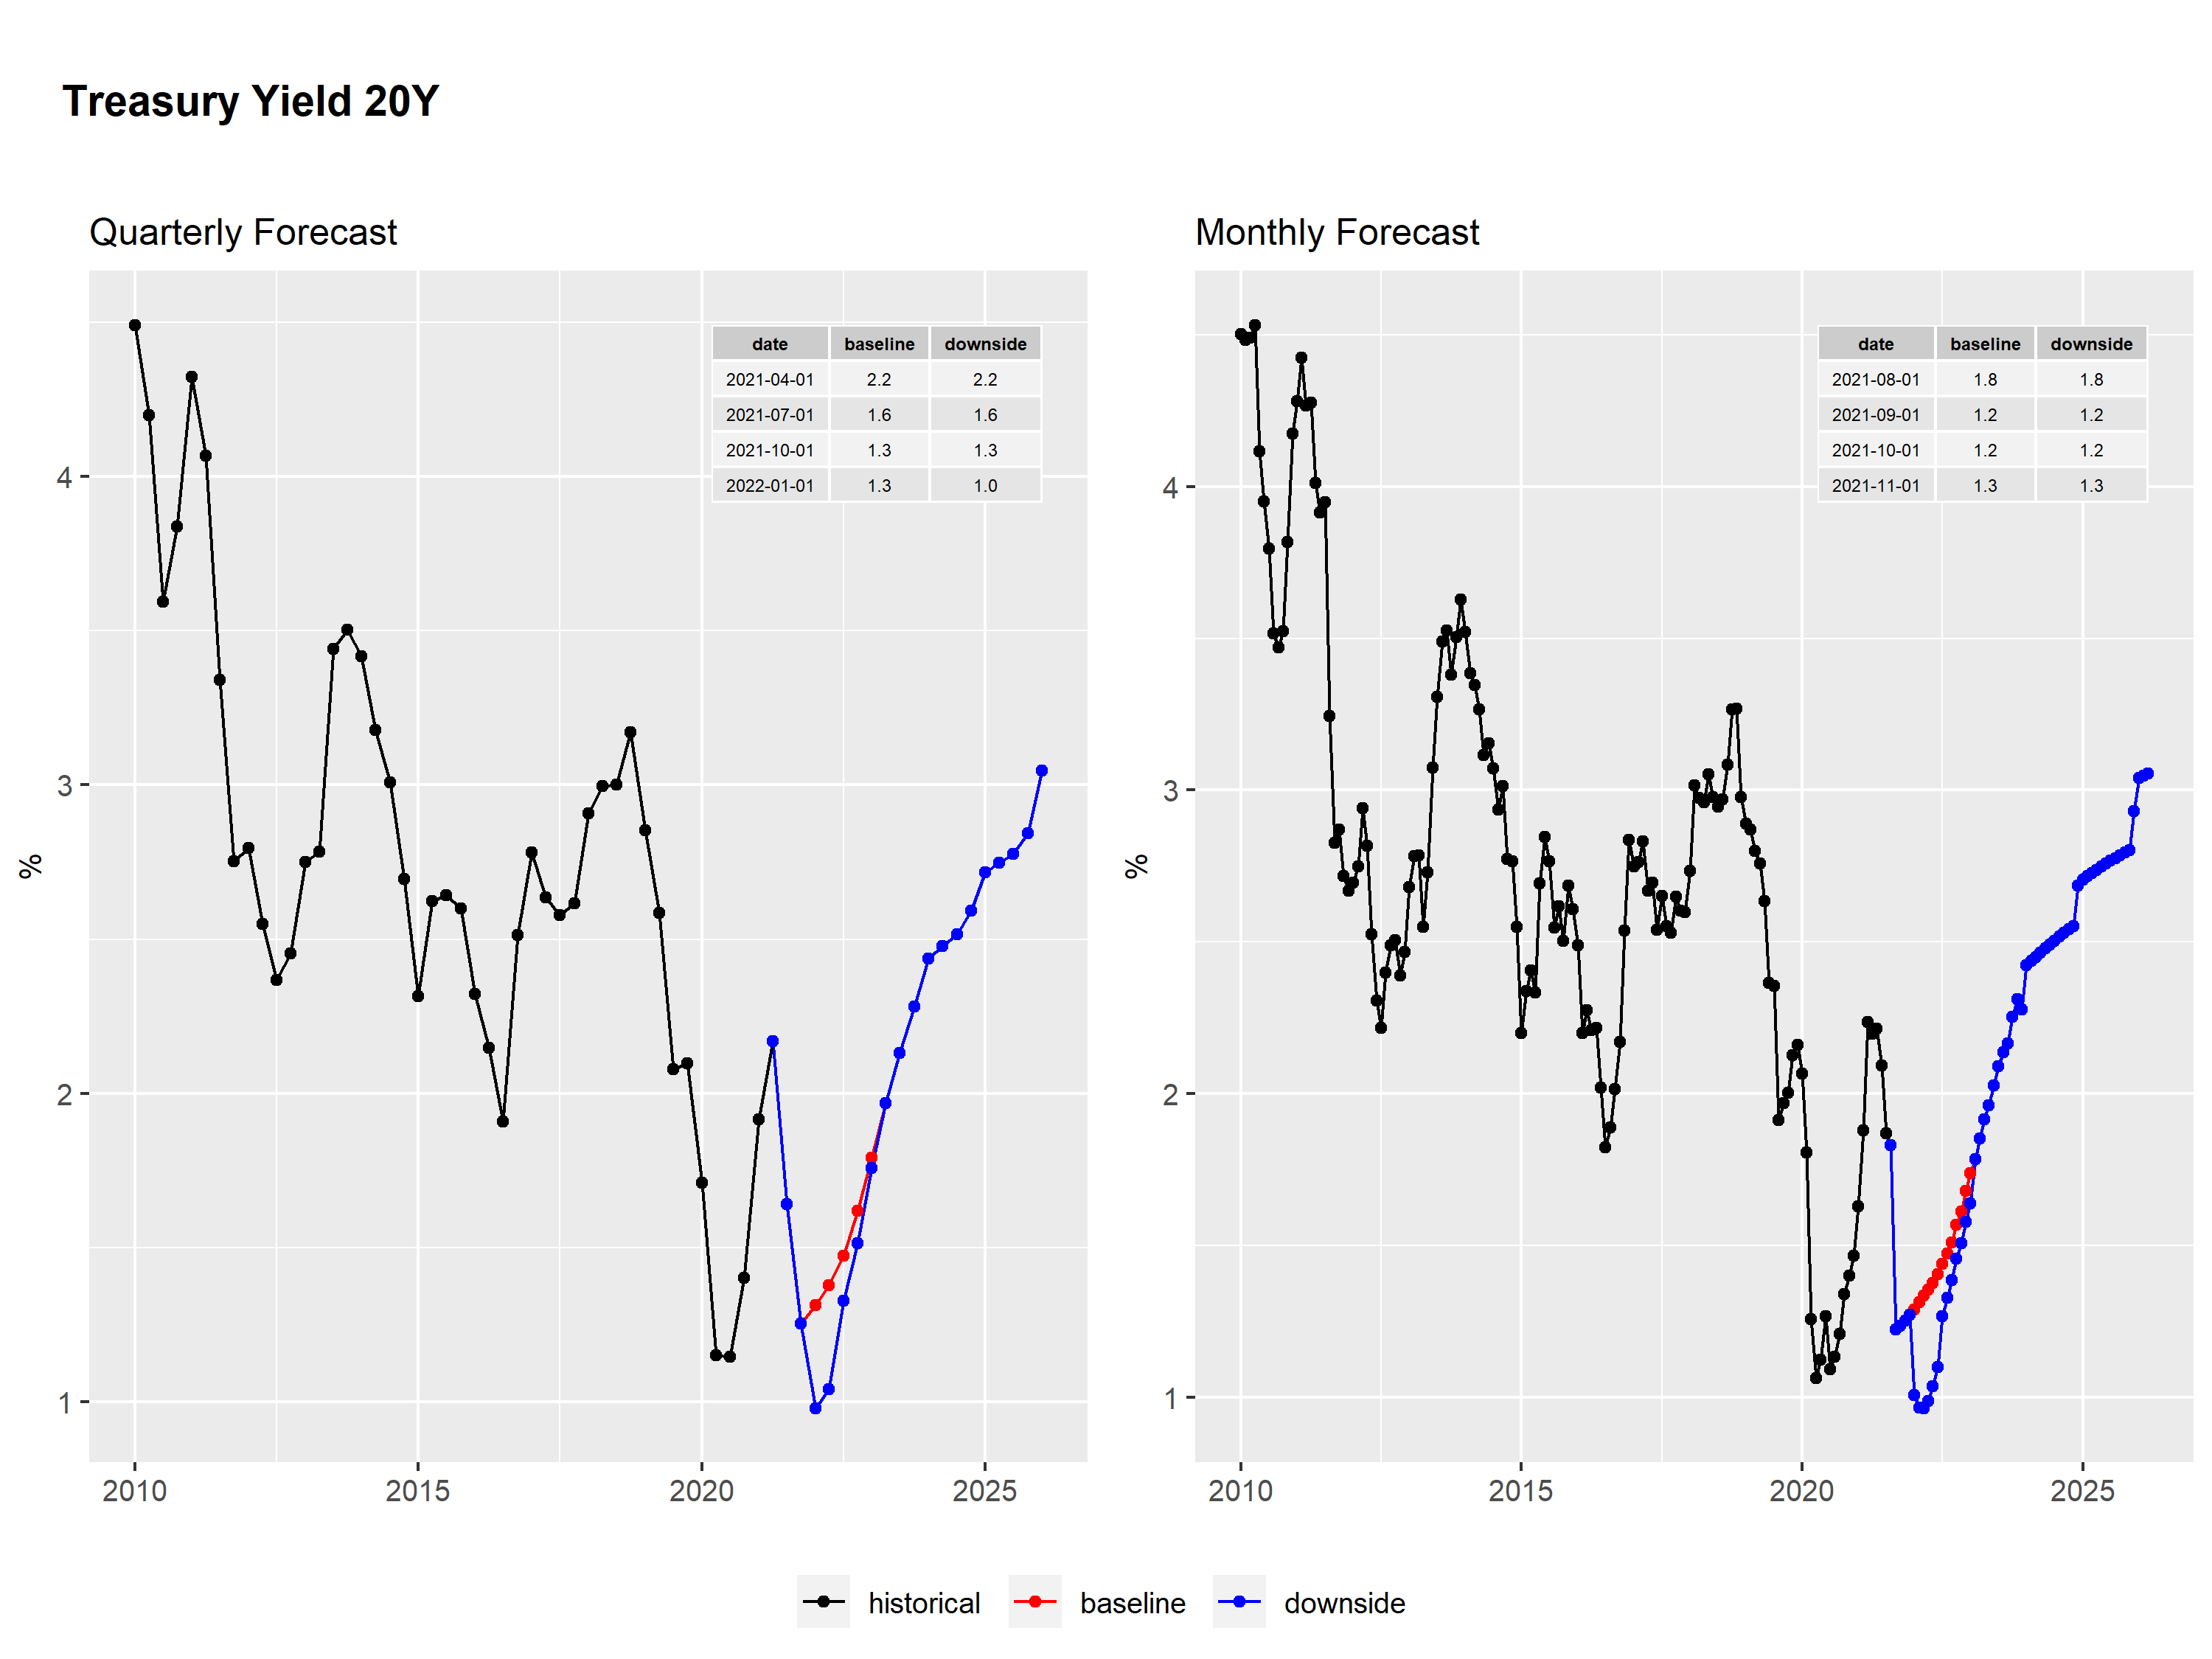 Treasury Yield 20Y
Quarterly Forecast
date baseline downside
2021-04-01 2.2 2.2
2021-07-01 1.6 1.6
2021-10-01 1.3 1.3
2022-01-01 1.3 1.0
4
3
2
1
%
2010 2015 2020 2025
Monthly Forecast
date baseline downside
2021-08-01 1.8 1.8
2021-09-01 1.2 1.2
2021-10-01 1.2 1.2
2021-11-01 1.3 1.3
4
3
2
1
%
2010 2015 2020 2025
historical baseline downside